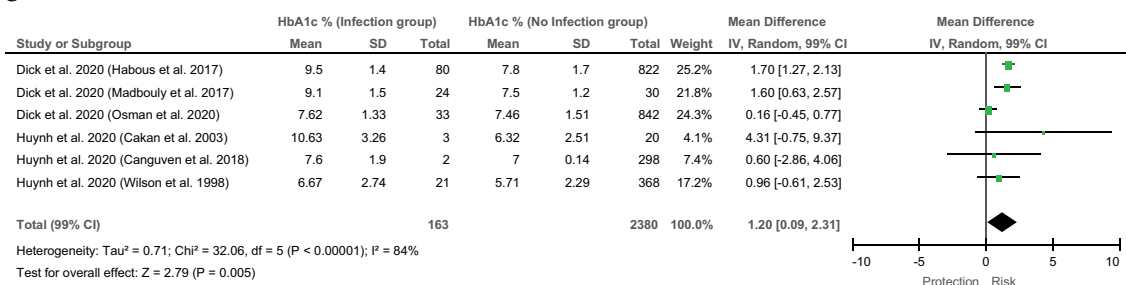 HbA1c % (Infection group) HbA1c % (No Infection group) Mean Difference Mean Difference
Study or Subgroup Mean SD Total Mean SD Total Weight IV, Random, 99% CI IV, Random, 99% CI
Dick et al. 2020 (Habous et al. 2017) 9.5 1.4 80 7.8 1.7 822 25.2% 1.70 [1.27, 2.13]
Dick et al. 2020 (Madbouly et al. 2017) 9.1 1.5 24 7.5 1.2 30 21.8% 1.60 [0.63, 2.57]
Dick et al. 2020 (Osman et al. 2020) 7.62 1.33 33 7.46 1.51 842 24.3% 0.16 [-0.45, 0.77]
Huynh et al. 2020 (Cakan et al. 2003) 10.63 3.26 3 6.32 2.51 20 4.1% 4.31 [-0.75, 9.37]
Huynh et al. 2020 (Canguven et al. 2018) 7.6 1.9 2 7 0.14 298 7.4% 0.60 [-2.86, 4.06]
Huynh et al. 2020 (Wilson et al. 1998) 6.67 2.74 21 5.71 2.29 368 17.2% 0.96 [-0.61, 2.53]
Total (99% CI) 163 2380 100.0% 1.20 [0.09, 2.31]
Heterogeneity: Tau² = 0.71; Chi² = 32.06, df = 5 (P < 0.00001); I² = 84%
Test for overall effect: Z = 2.79 (P = 0.005)
-10 -5 0 5 10
Protection Risk